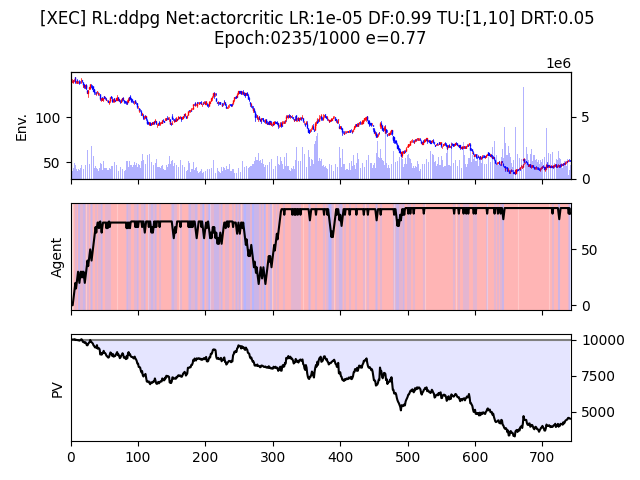 [XEC] RL:ddpg Net:actorcritic LR:1e-05 DF:0.99 TU:[1,10] DRT:0.05
Epoch:0235/1000 e=0.77
1e6
Env.
100
50
5
0
Agent
50
0
PV
10000
7500
5000
0 100 200 300 400 500 600 700